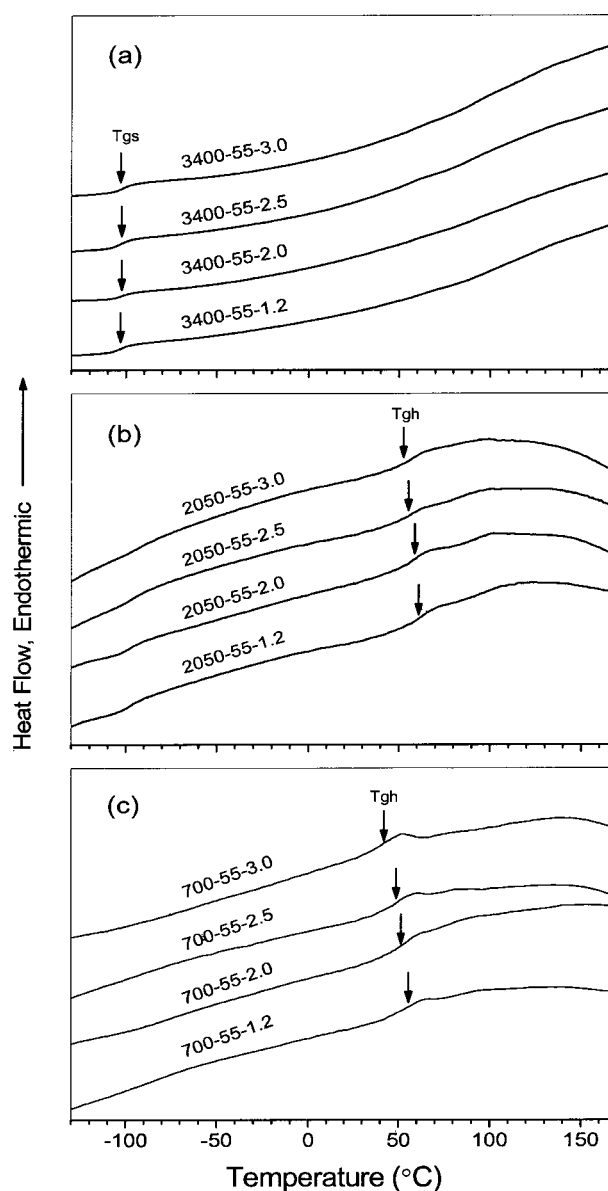 (a)
Tgs
3400-55-3.0
3400-55-2.5
3400-55-2.0
3400-55-1.2
Heat Flow, Endothermic
(b)
Tgh
2050-55-3.0
2050-55-2.5
2050-55-2.0
2050-55-1.2
(c)
Tgh
700-55-3.0
700-55-2.5
700-55-2.0
700-55-1.2
-100 -50 0 50 100 150
Temperature (°C)